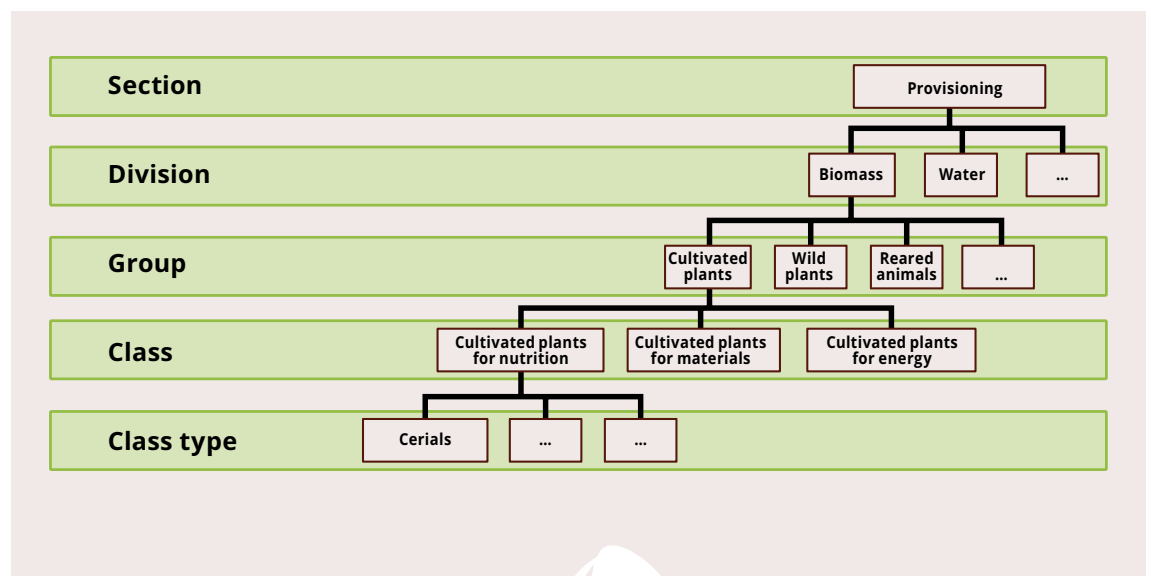 Section
Provisioning
Division
Biomass
Water
...
Group
Cultivated
plants
Wild
plants
Reared
animals
...
Class
Cultivated plants
for nutrition
Cultivated plants
for materials
Cultivated plants
for energy
Class type
Cerials
...
...